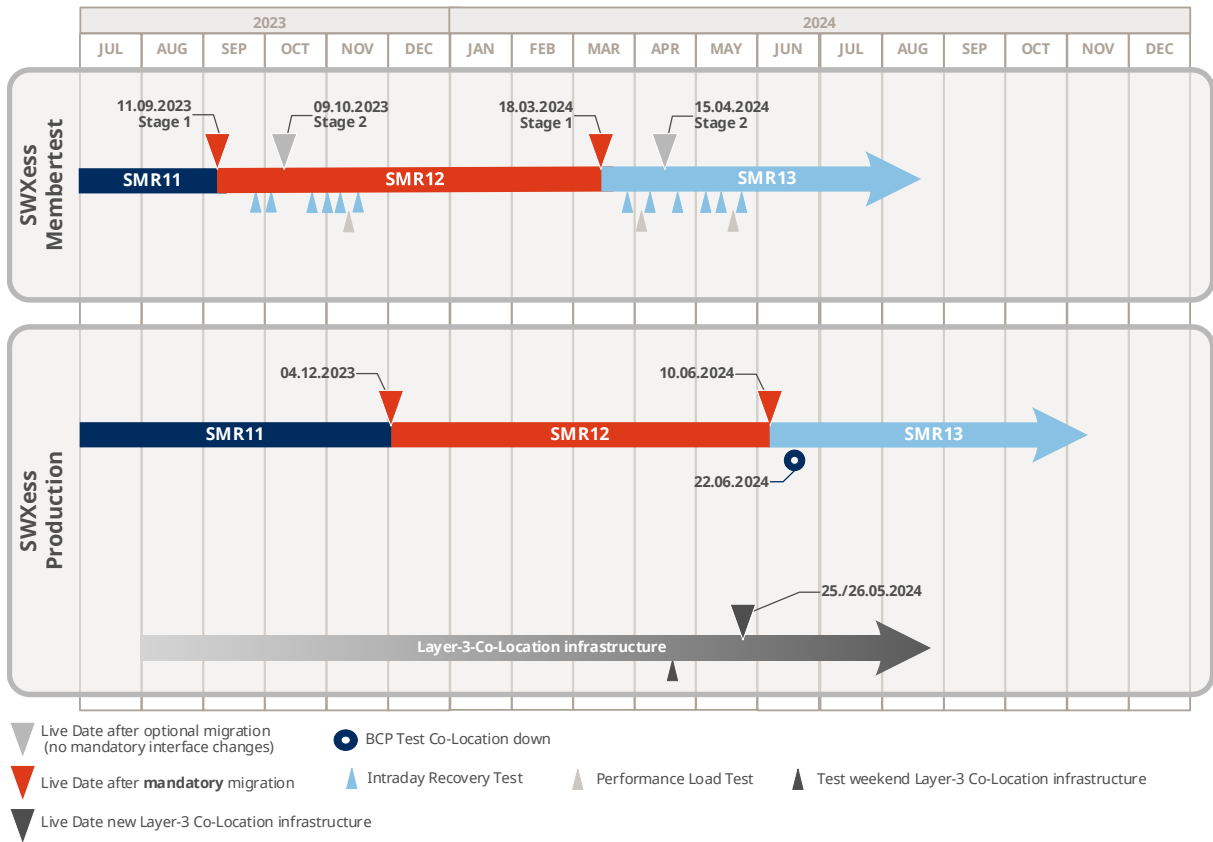 2023
2024
JUL
AUG
SEP
OCT
NOV
DEC
JAN
FEB
MAR
APR
MAY
JUN
JUL
AUG
SEP
OCT
NOV
DEC
SWXess
Membertest
11.09.2023
Stage 1
09.10.2023
Stage 2
18.03.2024
Stage 1
15.04.2024
Stage 2
SMR11
SMR12
SMR13
SWXess
Production
04.12.2023
10.06.2024
SMR11
SMR12
SMR13
22.06.2024
25./26.05.2024
Layer-3-Co-Location infrastructure
Live Date after optional migration
(no mandatory interface changes)
BCP Test Co-Location down
Live Date after mandatory migration
Intraday Recovery Test
Performance Load Test
Test weekend Layer-3 Co-Location infrastructure
Live Date new Layer-3 Co-Location infrastructure